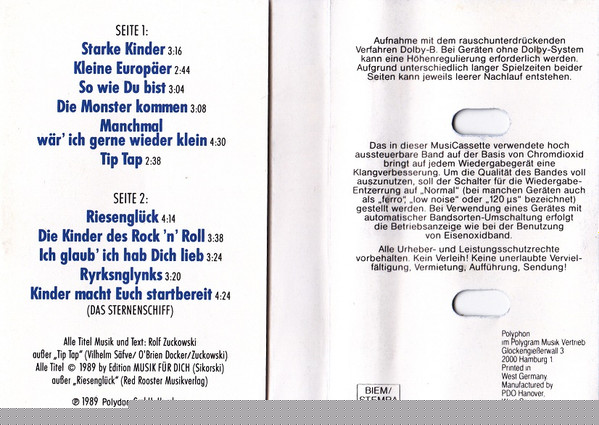 SEITE 1:
Starke Kinder 3:16
Kleine Europäer 2:44
So wie Du bist 3:04
Die Monster kommen 3:08
Manchmal
wär' ich gerne wieder klein 4:30
Tip Tap 2:38
SEITE 2:
Riesenglück 4:14
Die Kinder des Rock 'n' Roll 3:38
Ich glaub' ich hab Dich lieb 3:24
Ryrksnglynks 3:20
Kinder macht Euch startbereit 4:24
(DAS STERNENSCHIFF)
Alle Titel Musik und Text: Rolf Zuckowski
außer „Tip Tap" (Vilhelm Säfve/ O'Brien Docker/Zuckowski)
Alle Titel © 1989 by Edition MUSIK FÜR DICH (Sikorski)
außer „Riesenglück" (Red Rooster Musikverlag)
℗ 1989
Aufnahme mit dem rauschunterdrückenden
Verfahren Dolby-B. Bei Geräten ohne Dolby-System
kann eine Höhenregulierung erforderlich werden.
Aufgrund unterschiedlich langer Spielzeiten beider
Seiten kann jeweils leerer Nachlauf entstehen.
Das in dieser MusiCassette verwendete hoch
aussteuerbare Band auf der Basis von Chromdioxid
bringt auf jedem Wiedergabegerät eine
Klangverbesserung. Um die Qualität des Bandes voll
auszunutzen, soll der Schalter für die Wiedergabe-
Entzerrung auf „Normal" (bei manchen Geräten auch
als „ferro", „low noise" oder „120 µs" bezeichnet)
gestellt werden. Bei Verwendung eines Gerätes mit
automatischer Bandsorten-Umschaltung erfolgt
die Betriebsanzeige wie bei der Benutzung
von Eisenoxidband.
Alle Urheber- und Leistungsschutzrechte
vorbehalten. Kein Verleih! Keine unerlaubte Verviel-
fältigung, Vermietung, Aufführung, Sendung!
Polyphon
im Polygram Musik Vertrieb
Glockengießerwall 3
2000 Hamburg 1
Printed in
West Germany.
Manufactured by
PDO Hanover,
BIEM/
STEMRA